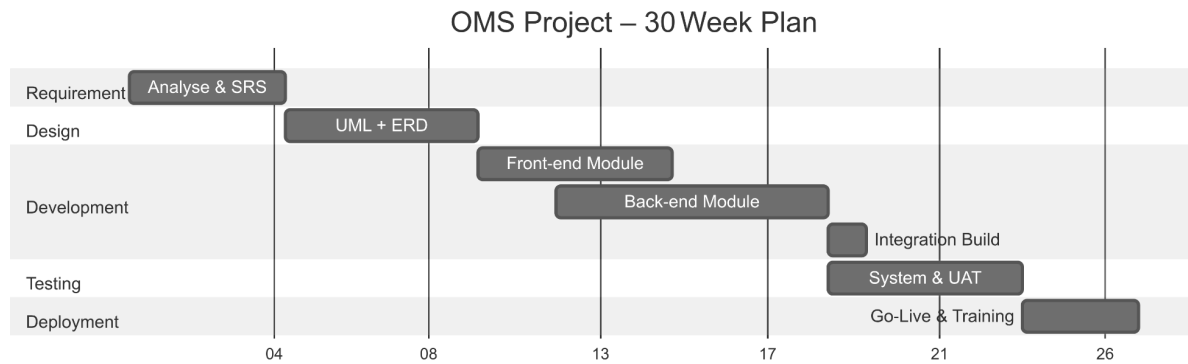 OMS Project – 30 Week Plan
Requirement
Analyse & SRS
Design
UML + ERD
Front-end Module
Development
Back-end Module
Integration Build
Testing
System & UAT
Deployment
Go-Live & Training
04 08 13 17 21 26